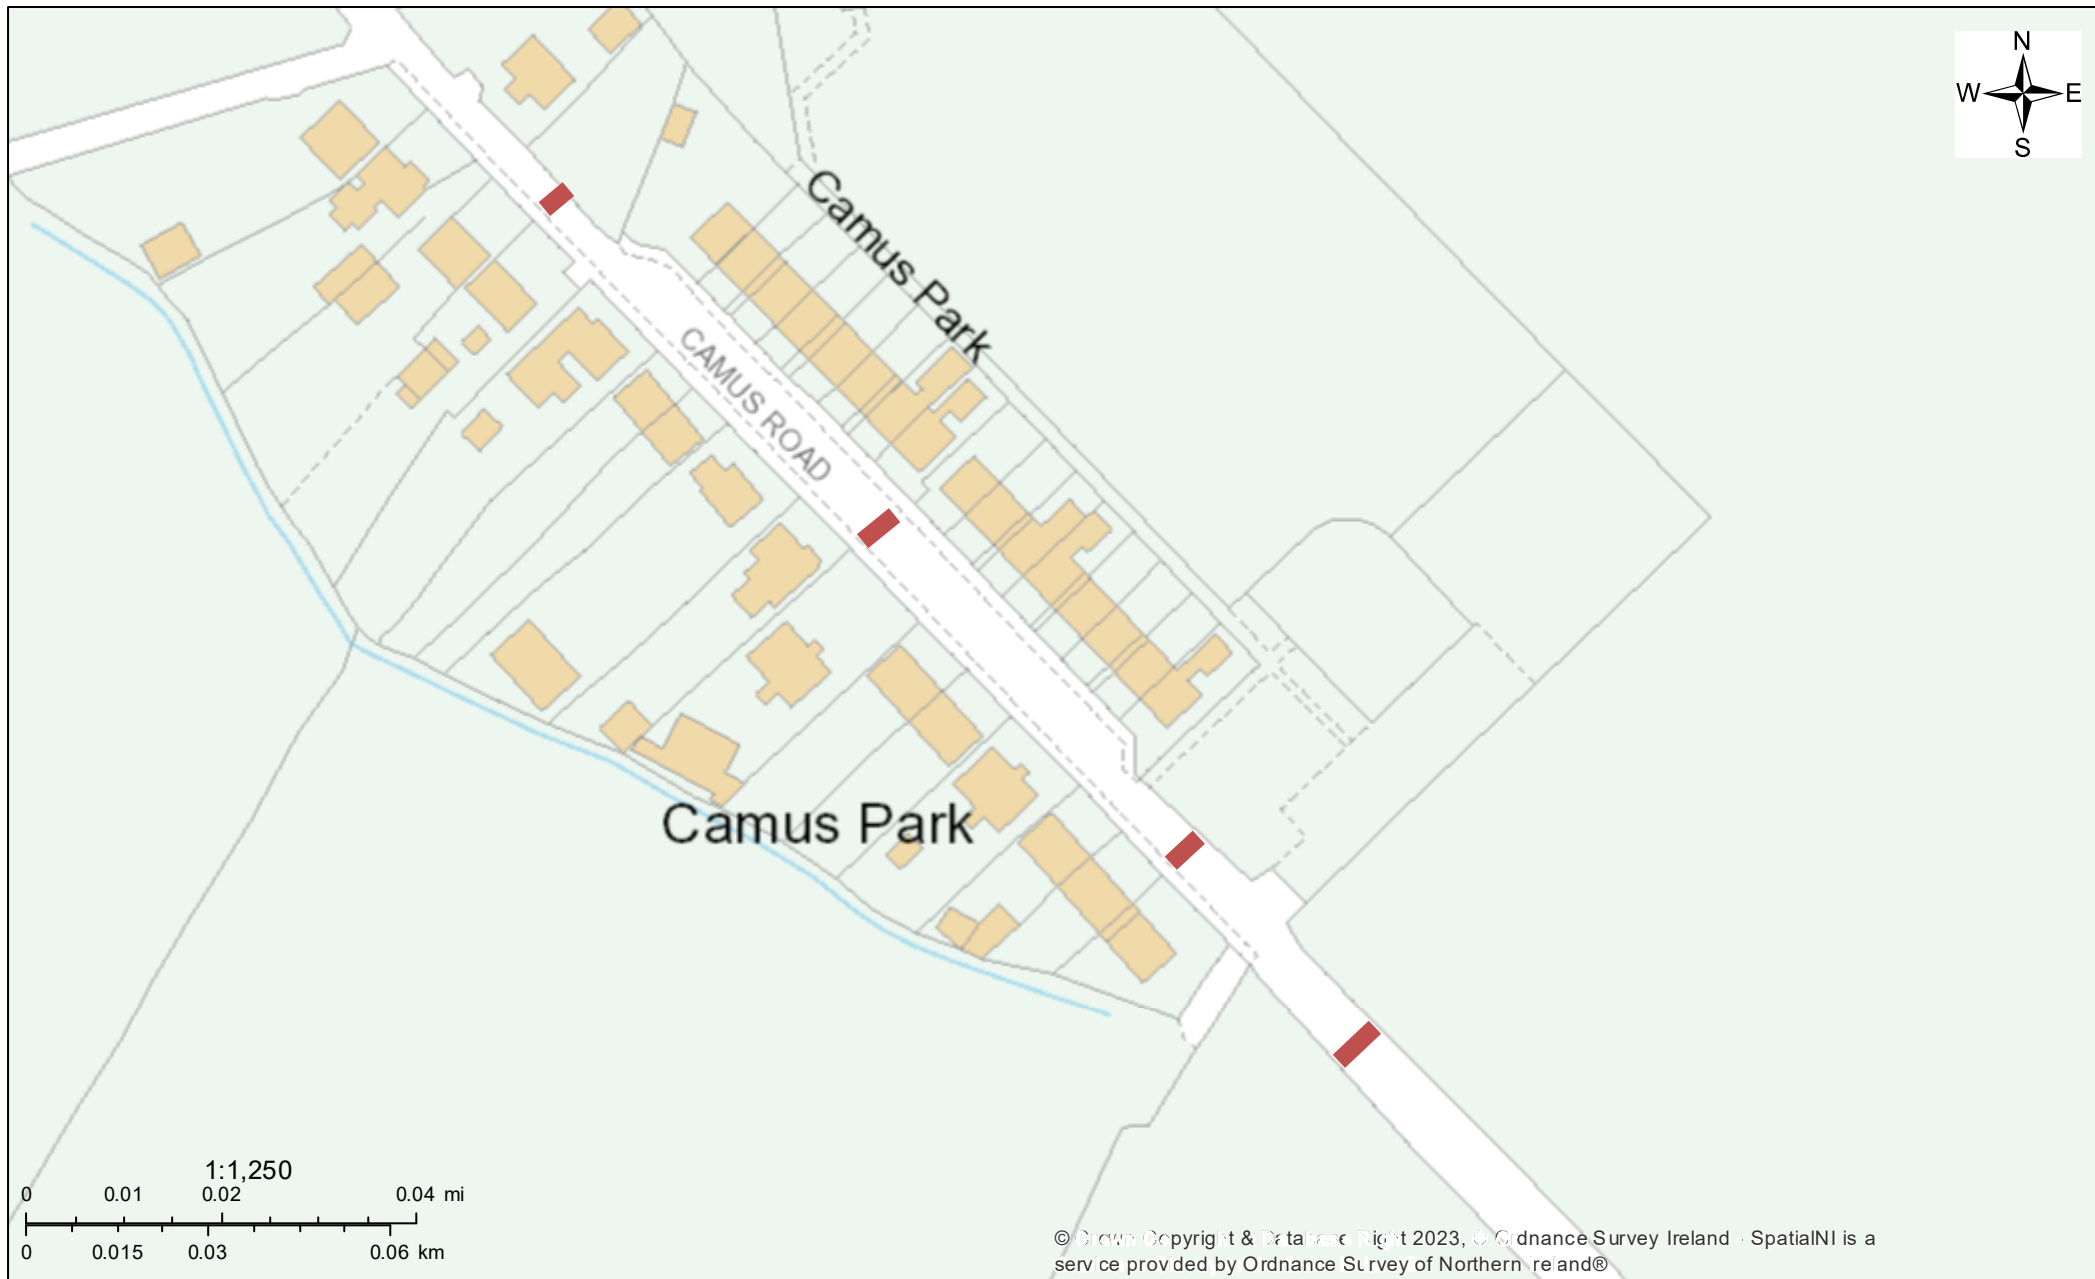 N
W E
S
Camus Park
CAMUS ROAD
Camus Park
1:1,250
0 0.01 0.02 0.04 mi
0 0.015 0.03 0.06 km
© Crown Copyright & Database Right 2023, © Ordnance Survey Ireland - SpatialNI is a
service provided by Ordnance Survey of Northern Ireland®